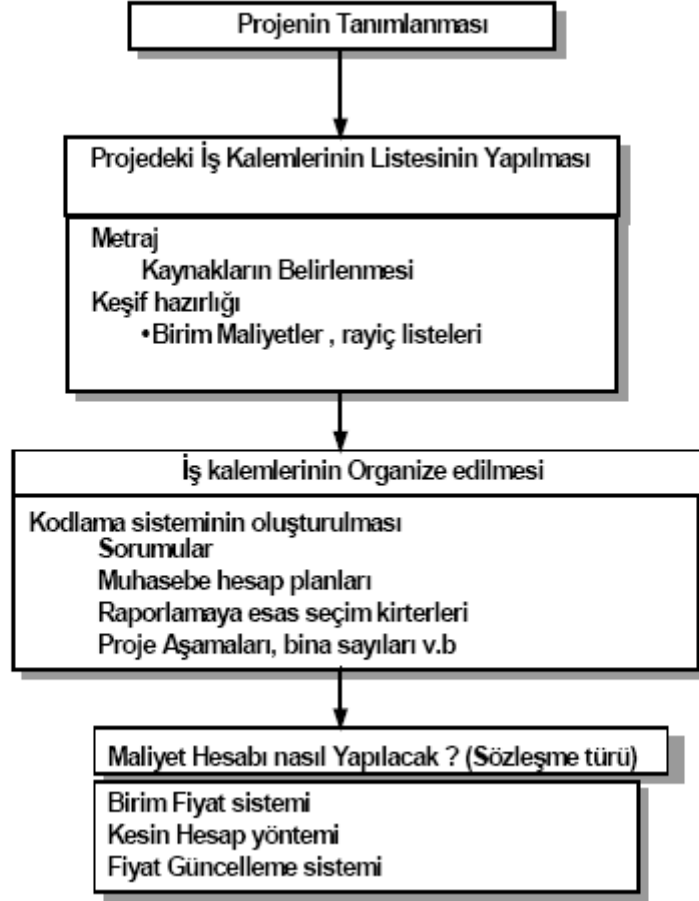 Projenin Tanımlanması
Projedeki İş Kalemlerinin Listesinin Yapılması
Metraj
Kaynakların Belirlenmesi
Keşif hazırlığı
•Birim Maliyetler , rayiç listeleri
İş kalemlerinin Organize edilmesi
Kodlama sisteminin oluşturulması
Sorumular
Muhasebe hesap planları
Raporlamaya esas seçim kirterleri
Proje Aşamaları, bina sayıları v.b
Maliyet Hesabı nasıl Yapılacak ? (Sözleşme türü)
Birim Fiyat sistemi
Kesin Hesap yöntemi
Fiyat Güncelleme sistemi